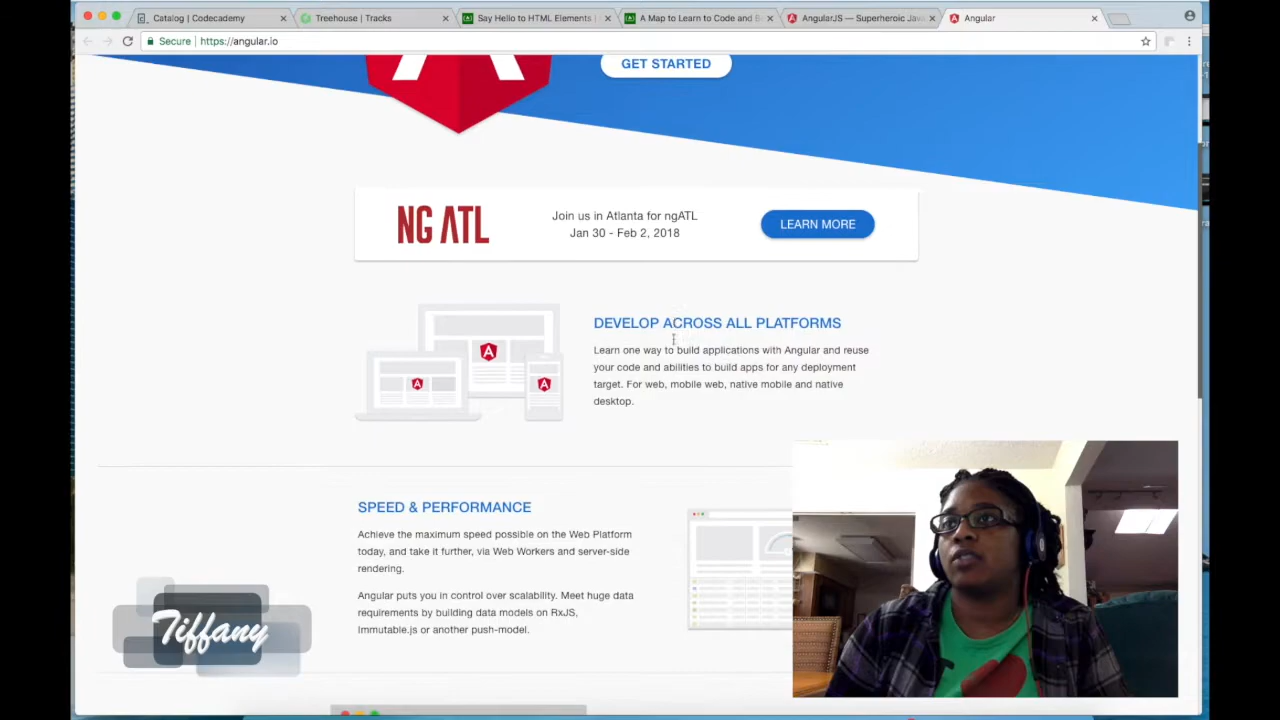 Catalog | Codecademy
Treehouse | Tracks
Say Hello to HTML Elements |
A Map to Learn to Code and B
AngularJS — Superheroic Java
Angular
Secure
https://angular.io
GET STARTED
NG ATL
Join us in Atlanta for ngATL
Jan 30 - Feb 2, 2018
LEARN MORE
DEVELOP ACROSS ALL PLATFORMS
Learn one way to build applications with Angular and reuse
your code and abilities to build apps for any deployment
target. For web, mobile web, native mobile and native
desktop.
SPEED & PERFORMANCE
Achieve the maximum speed possible on the Web Platform
today, and take it further, via Web Workers and server-side
rendering.
Angular puts you in control over scalability. Meet huge data
requirements by building data models on RxJS,
Immutable.js or another push-model.
Tiffany